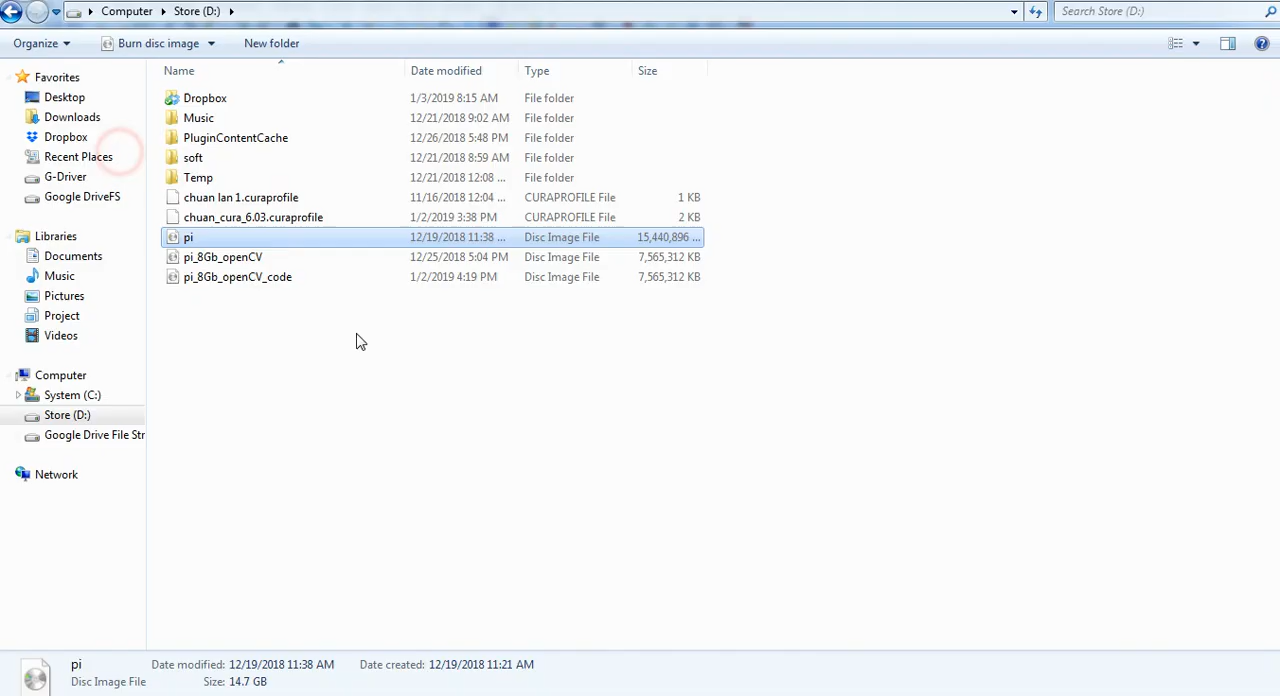 Computer Store (D:) Search Store (D:)
Organize Burn disc image New folder
Favorites
Desktop
Downloads
Dropbox
Recent Places
G-Driver
Google DriveFS
Libraries
Documents
Music
Pictures
Project
Videos
Computer
System (C:)
Store (D:)
Google Drive File Str
Network
Name Date modified Type Size
Dropbox 1/3/2019 8:15 AM File folder
Music 12/21/2018 9:02 AM File folder
PluginContentCache 12/26/2018 5:48 PM File folder
soft 12/21/2018 8:59 AM File folder
Temp 12/21/2018 12:08 ... File folder
chuan lan 1.curaprofile 11/16/2018 12:04 ... CURAPROFILE File 1 KB
chuan_cura_6.03.curaprofile 1/2/2019 3:38 PM CURAPROFILE File 2 KB
pi 12/19/2018 11:38 ... Disc Image File 15,440,896 ...
pi_8Gb_openCV 12/25/2018 5:04 PM Disc Image File 7,565,312 KB
pi_8Gb_openCV_code 1/2/2019 4:19 PM Disc Image File 7,565,312 KB
pi Date modified: 12/19/2018 11:38 AM Date created: 12/19/2018 11:21 AM
Disc Image File Size: 14.7 GB